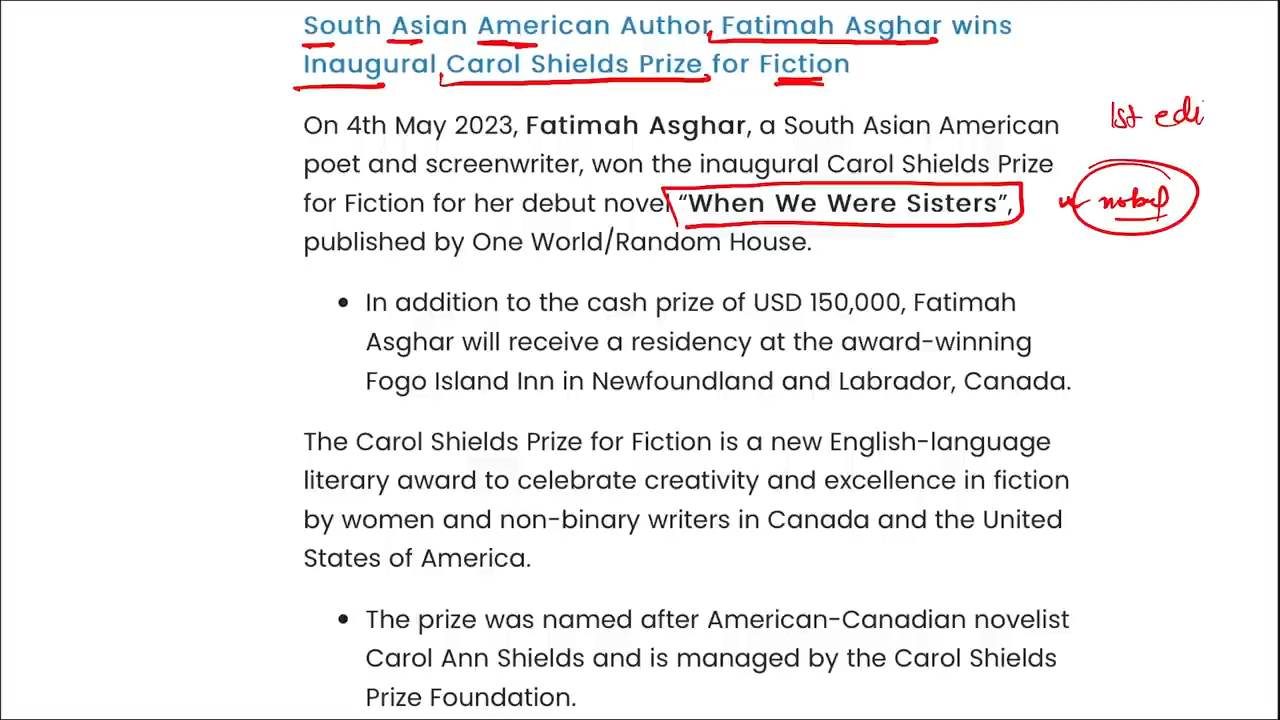 South Asian American Author Fatimah Asghar wins
Inaugural Carol Shields Prize for Fiction
On 4th May 2023, Fatimah Asghar, a South Asian American
poet and screenwriter, won the inaugural Carol Shields Prize
for Fiction for her debut novel “When We Were Sisters”,
published by One World/Random House.
1st edi
• In addition to the cash prize of USD 150,000, Fatimah
Asghar will receive a residency at the award-winning
Fogo Island Inn in Newfoundland and Labrador, Canada.
The Carol Shields Prize for Fiction is a new English-language
literary award to celebrate creativity and excellence in fiction
by women and non-binary writers in Canada and the United
States of America.
• The prize was named after American-Canadian novelist
Carol Ann Shields and is managed by the Carol Shields
Prize Foundation.